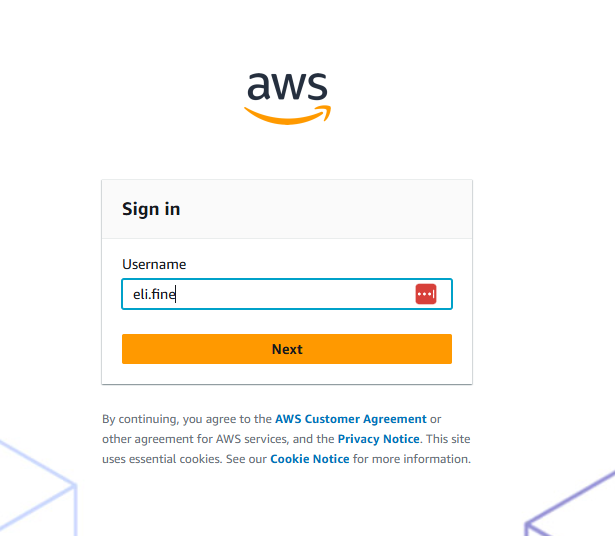 aws
Sign in
Username
eli.fine
Next
By continuing, you agree to the AWS Customer Agreement or
other agreement for AWS services, and the Privacy Notice. This site
uses essential cookies. See our Cookie Notice for more information.